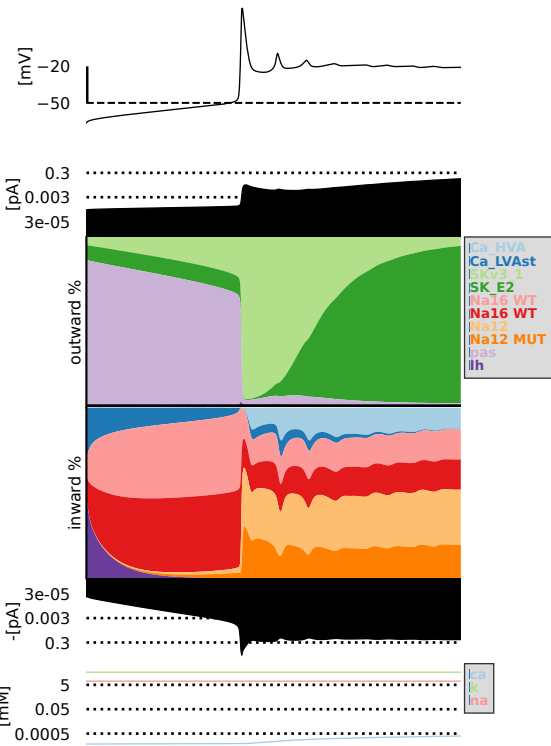 [mV]
−20
−50
[pA]
0.3
0.003
3e-05
outward %
Ca_HVA
Ca_LVAst
SKv3_1
SK_E2
Na16 WT
Na16 WT
Na12
Na12 MUT
pas
Ih
inward %
-[pA]
3e-05
0.003
0.3
[mM]
5
0.05
0.0005
ca
k
na